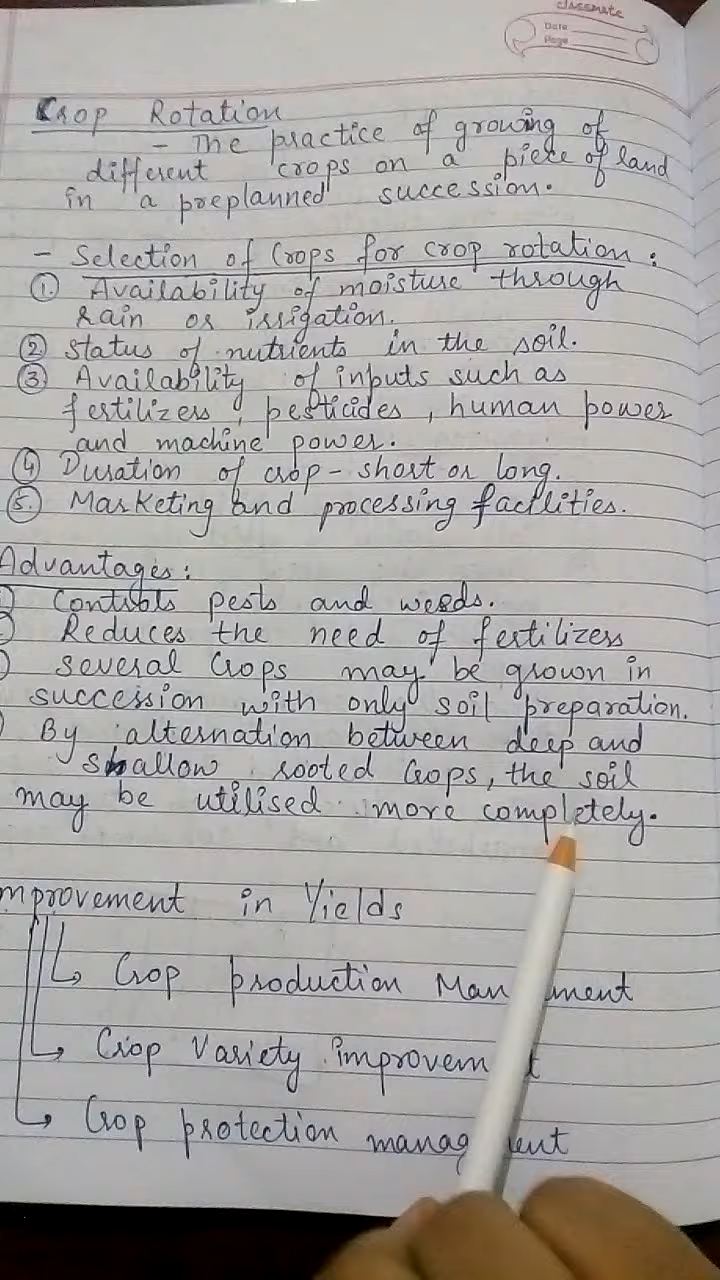 classmate
Date
Page
Crop Rotation
- The practice of growing of
different crops on a piece of land
in a preplanned succession.
- Selection of Crops for crop rotation :
① Availability of moisture through
rain or irrigation.
② Status of nutrients in the soil.
③ Availability of inputs such as
fertilizers, pesticides, human power
and machine power.
④ Duration of crop - short or long.
⑤ Marketing and processing facilities.
Advantages :
Controls pests and weeds.
Reduces the need of fertilizers
several Crops may be grown in
succession with only soil preparation.
By alternation between deep and
shallow rooted Crops, the soil
may be utilised more completely.
mprovement in Yields
↳ Crop production Man ment
↳ Crop Variety improvem t
↳ Crop protection manag ent